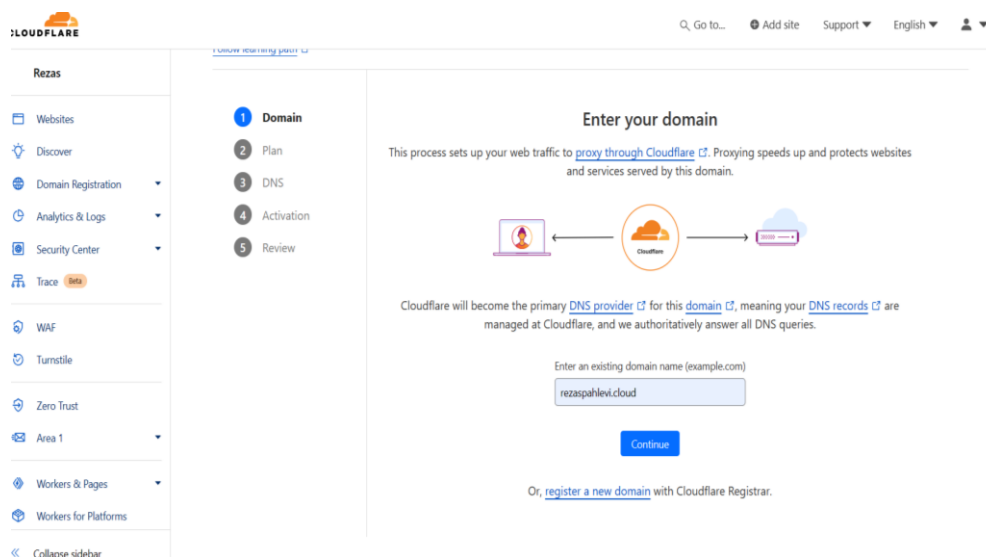 CLOUDFLARE
Go to...
Add site
Support
English
Follow learning path
Rezas
Websites
Discover
Domain Registration
Analytics & Logs
Security Center
Trace Beta
WAF
Turnstile
Zero Trust
Area 1
Workers & Pages
Workers for Platforms
Collapse sidebar
1 Domain
2 Plan
3 DNS
4 Activation
5 Review
Enter your domain
This process sets up your web traffic to proxy through Cloudflare. Proxying speeds up and protects websites
and services served by this domain.
Cloudflare
Cloudflare will become the primary DNS provider for this domain, meaning your DNS records are
managed at Cloudflare, and we authoritatively answer all DNS queries.
Enter an existing domain name (example.com)
rezaspahlevi.cloud
Continue
Or, register a new domain with Cloudflare Registrar.